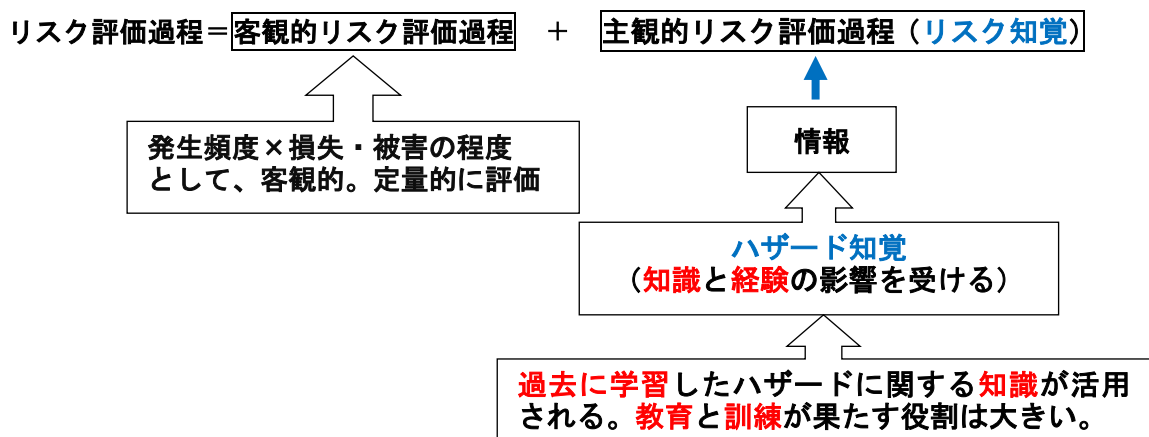 リスク評価過程＝客観的リスク評価過程　＋　主観的リスク評価過程（リスク知覚）
発生頻度×損失・被害の程度
として、客観的。定量的に評価
情報
ハザード知覚
（知識と経験の影響を受ける）
過去に学習したハザードに関する知識が活用
される。教育と訓練が果たす役割は大きい。